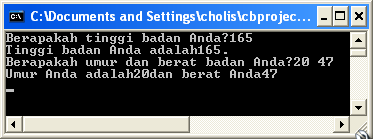 C:\Documents and Settings\cholis\cbprojec...
Berapakah tinggi badan Anda?165
Tinggi badan Anda adalah165.
Berapakah umur dan berat badan Anda?20 47
Umur Anda adalah20dan berat Anda47